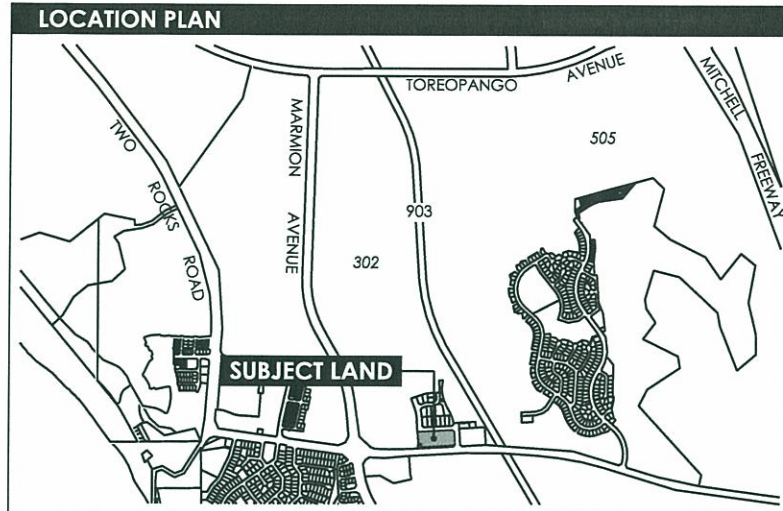 LOCATION PLAN
TOREOPANGO AVENUE
MITCHELL FREEWAY
TWO ROCKS ROAD
MARMION AVENUE
505
903
302
SUBJECT LAND